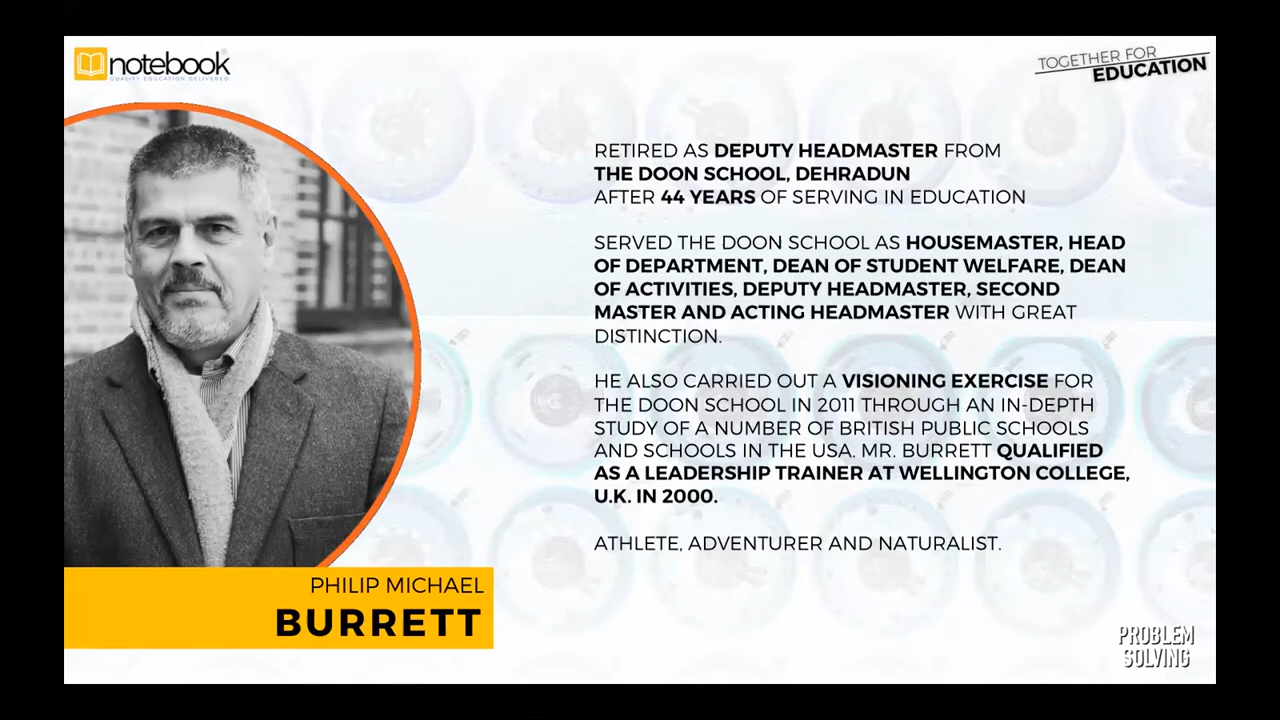 notebook
QUALITY EDUCATION DELIVERED
TOGETHER FOR
EDUCATION
RETIRED AS DEPUTY HEADMASTER FROM
THE DOON SCHOOL, DEHRADUN
AFTER 44 YEARS OF SERVING IN EDUCATION
SERVED THE DOON SCHOOL AS HOUSEMASTER, HEAD
OF DEPARTMENT, DEAN OF STUDENT WELFARE, DEAN
OF ACTIVITIES, DEPUTY HEADMASTER, SECOND
MASTER AND ACTING HEADMASTER WITH GREAT
DISTINCTION.
HE ALSO CARRIED OUT A VISIONING EXERCISE FOR
THE DOON SCHOOL IN 2011 THROUGH AN IN-DEPTH
STUDY OF A NUMBER OF BRITISH PUBLIC SCHOOLS
AND SCHOOLS IN THE USA. MR. BURRETT QUALIFIED
AS A LEADERSHIP TRAINER AT WELLINGTON COLLEGE,
U.K. IN 2000.
ATHLETE, ADVENTURER AND NATURALIST.
PHILIP MICHAEL
BURRETT
PROBLEM
SOLVING